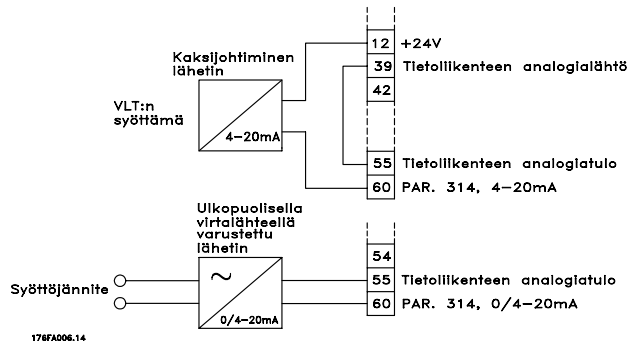 12 +24V
Kaksijohtiminen
lähetin
39 Tietoliikenteen analogialähtö
42
VLT:n
syöttämä
4-20mA
55 Tietoliikenteen analogiatulo
60 PAR. 314, 4-20mA
Ulkopuolisella
virtalähteellä
varustettu
lähetin
54
~
55 Tietoliikenteen analogiatulo
Syöttöjännite
60 PAR. 314, 0/4-20mA
0/4-20mA
176FA006.14